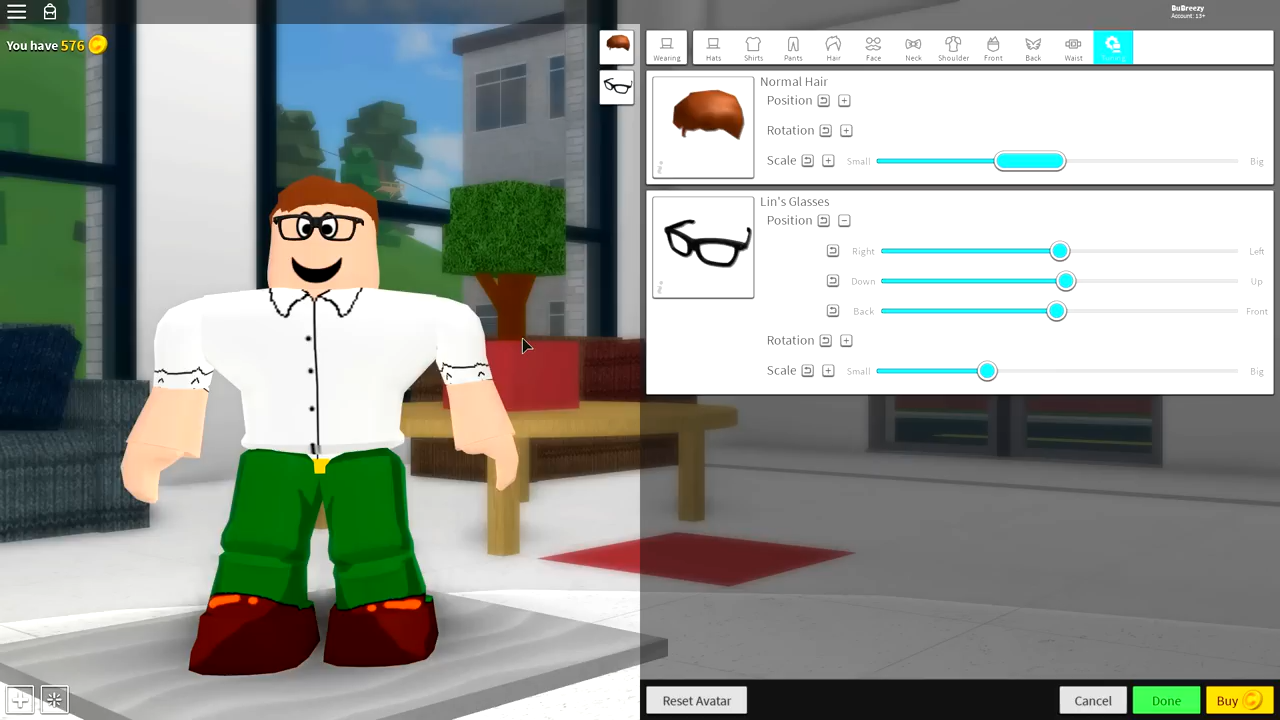 BuBreezy
Account: 13+
You have 576
Wearing
Hats
Shirts
Pants
Hair
Face
Neck
Shoulder
Front
Back
Waist
Normal Hair
Position
Rotation
Scale
Small
Big
Lin's Glasses
Position
Right
Left
Down
Up
Back
Front
Rotation
Scale
Small
Big
Reset Avatar
Cancel
Done
Buy